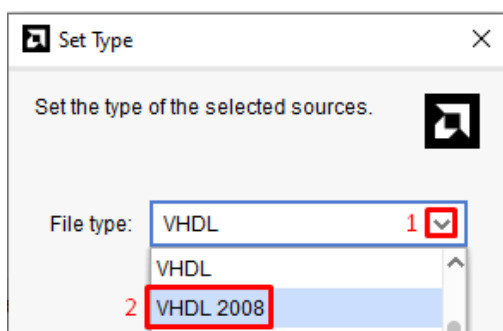 Set Type
Set the type of the selected sources.
File type: VHDL 1
VHDL
2 VHDL 2008